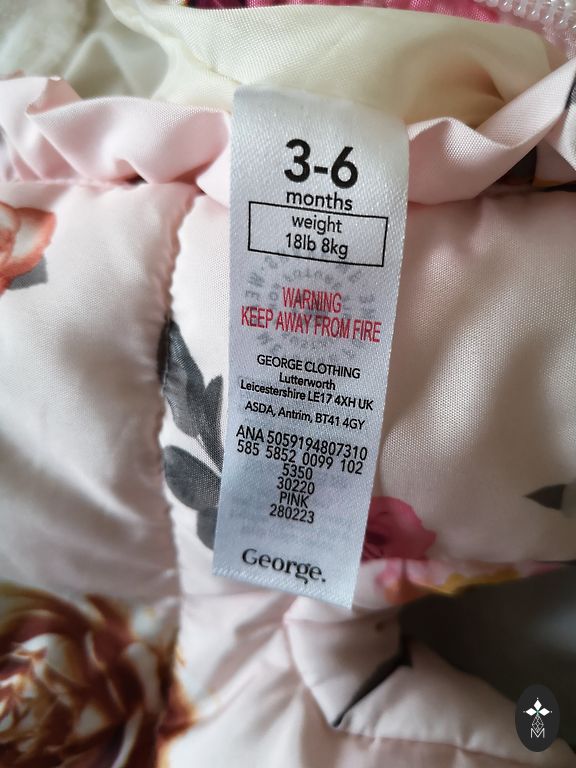 3-6
months
weight
18lb 8kg
WARNING
KEEP AWAY FROM FIRE
GEORGE CLOTHING
Lutterworth
Leicestershire LE17 4XH UK
ASDA, Antrim, BT41 4GY
ANA 5059194807310
585 5852 0099 102
5350
30220
PINK
280223
George.
M